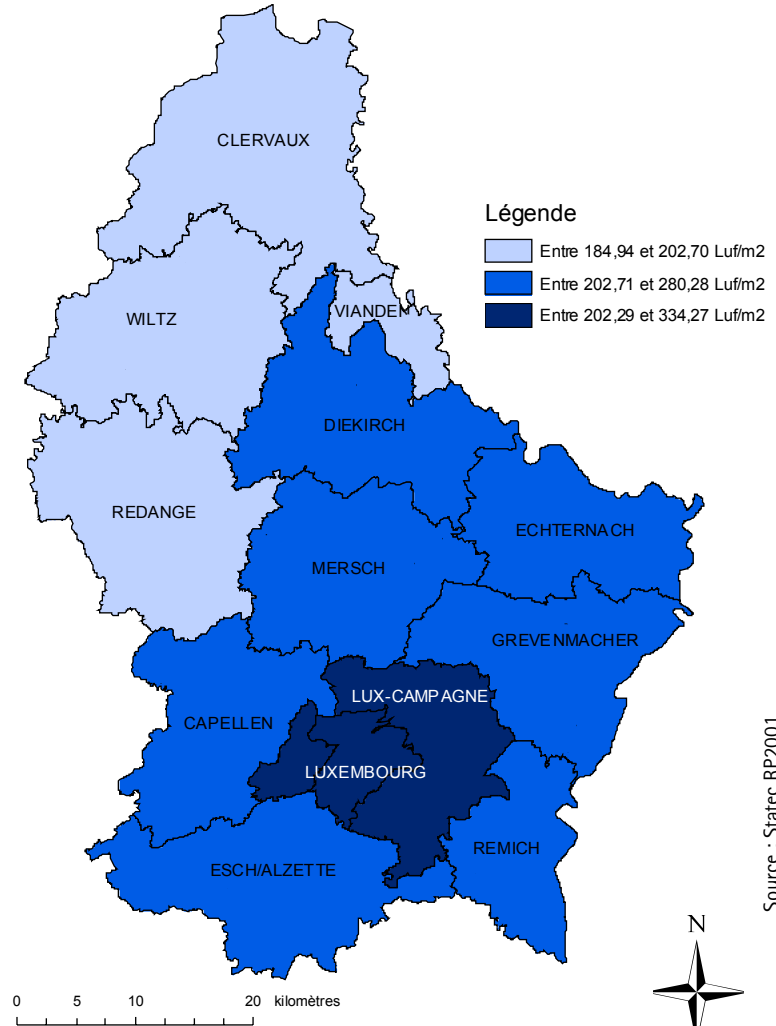 CLERVAUX
Légende
Entre 184,94 et 202,70 Luf/m2
Entre 202,71 et 280,28 Luf/m2
Entre 202,29 et 334,27 Luf/m2
VIANDEN
WILTZ
DIEKIRCH
REDANGE
ECHTERNACH
MERSCH
GREVENMACHER
LUX-CAMPAGNE
CAPELLEN
LUXEMBOURG
REMICH
ESCH/ALZETTE
Source : Statec RP2001
N
0 5 10 20 kilomètres